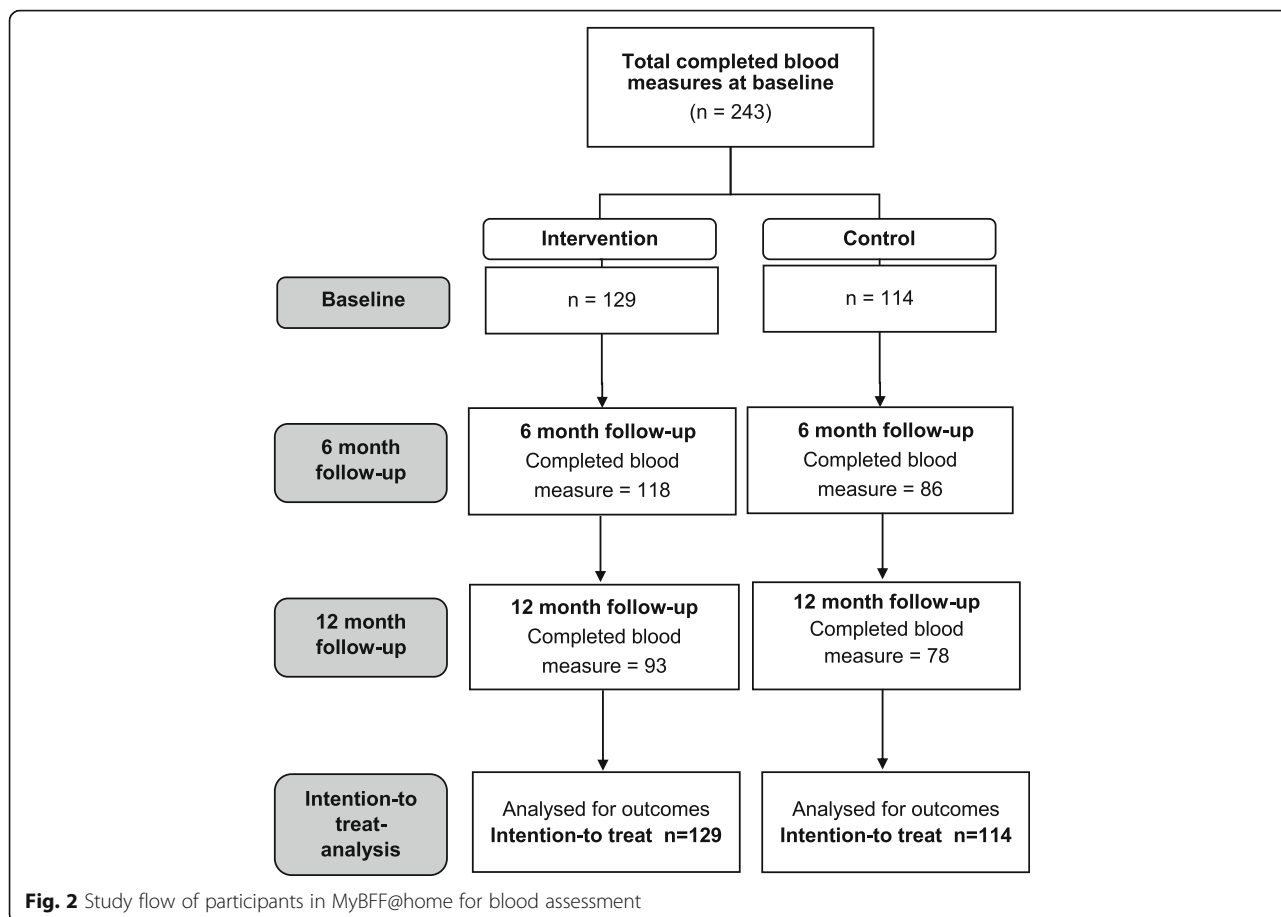 Total completed blood
measures at baseline
(n = 243)
Intervention
Control
Baseline
n = 129
n = 114
6 month
follow-up
6 month follow-up
Completed blood
measure = 118
6 month follow-up
Completed blood
measure = 86
12 month
follow-up
12 month follow-up
Completed blood
measure = 93
12 month follow-up
Completed blood
measure = 78
Intention-to
treat-
analysis
Analysed for outcomes
Intention-to treat n=129
Analysed for outcomes
Intention-to treat n=114
Fig. 2 Study flow of participants in MyBFF@home for blood assessment